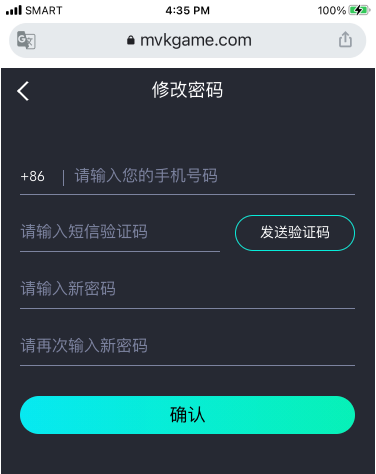 SMART 4:35 PM 100%
mvkgame.com
修改密码
+86 请输入您的手机号码
请输入短信验证码 发送验证码
请输入新密码
请再次输入新密码
确认